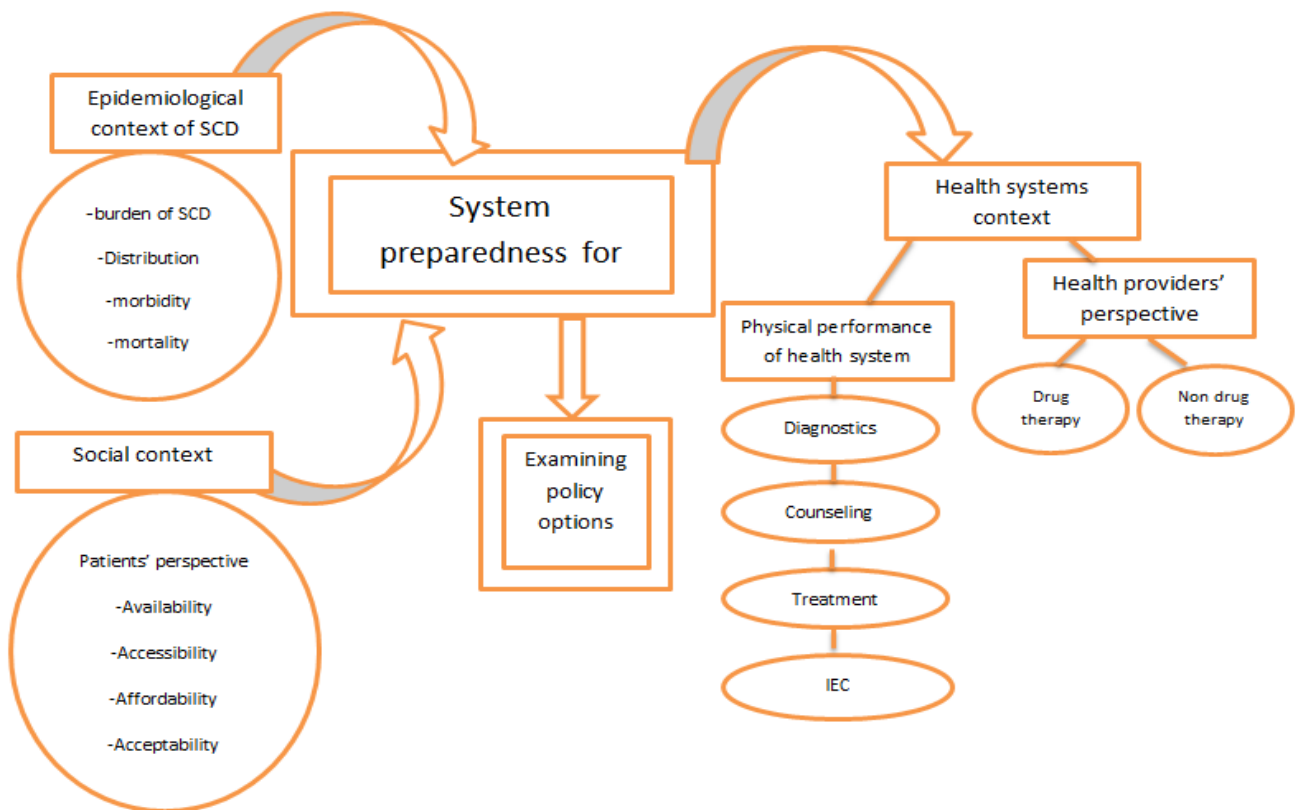 Epidemiological
context of SCD
-burden of SCD
-Distribution
-morbidity
-mortality
Social context
Patients’ perspective
-Availability
-Accessibility
-Affordability
-Acceptability
System
preparedness for
Examining
policy
options
Health systems
context
Physical performance
of health system
Diagnostics
Counseling
Treatment
IEC
Health providers’
perspective
Drug
therapy
Non drug
therapy